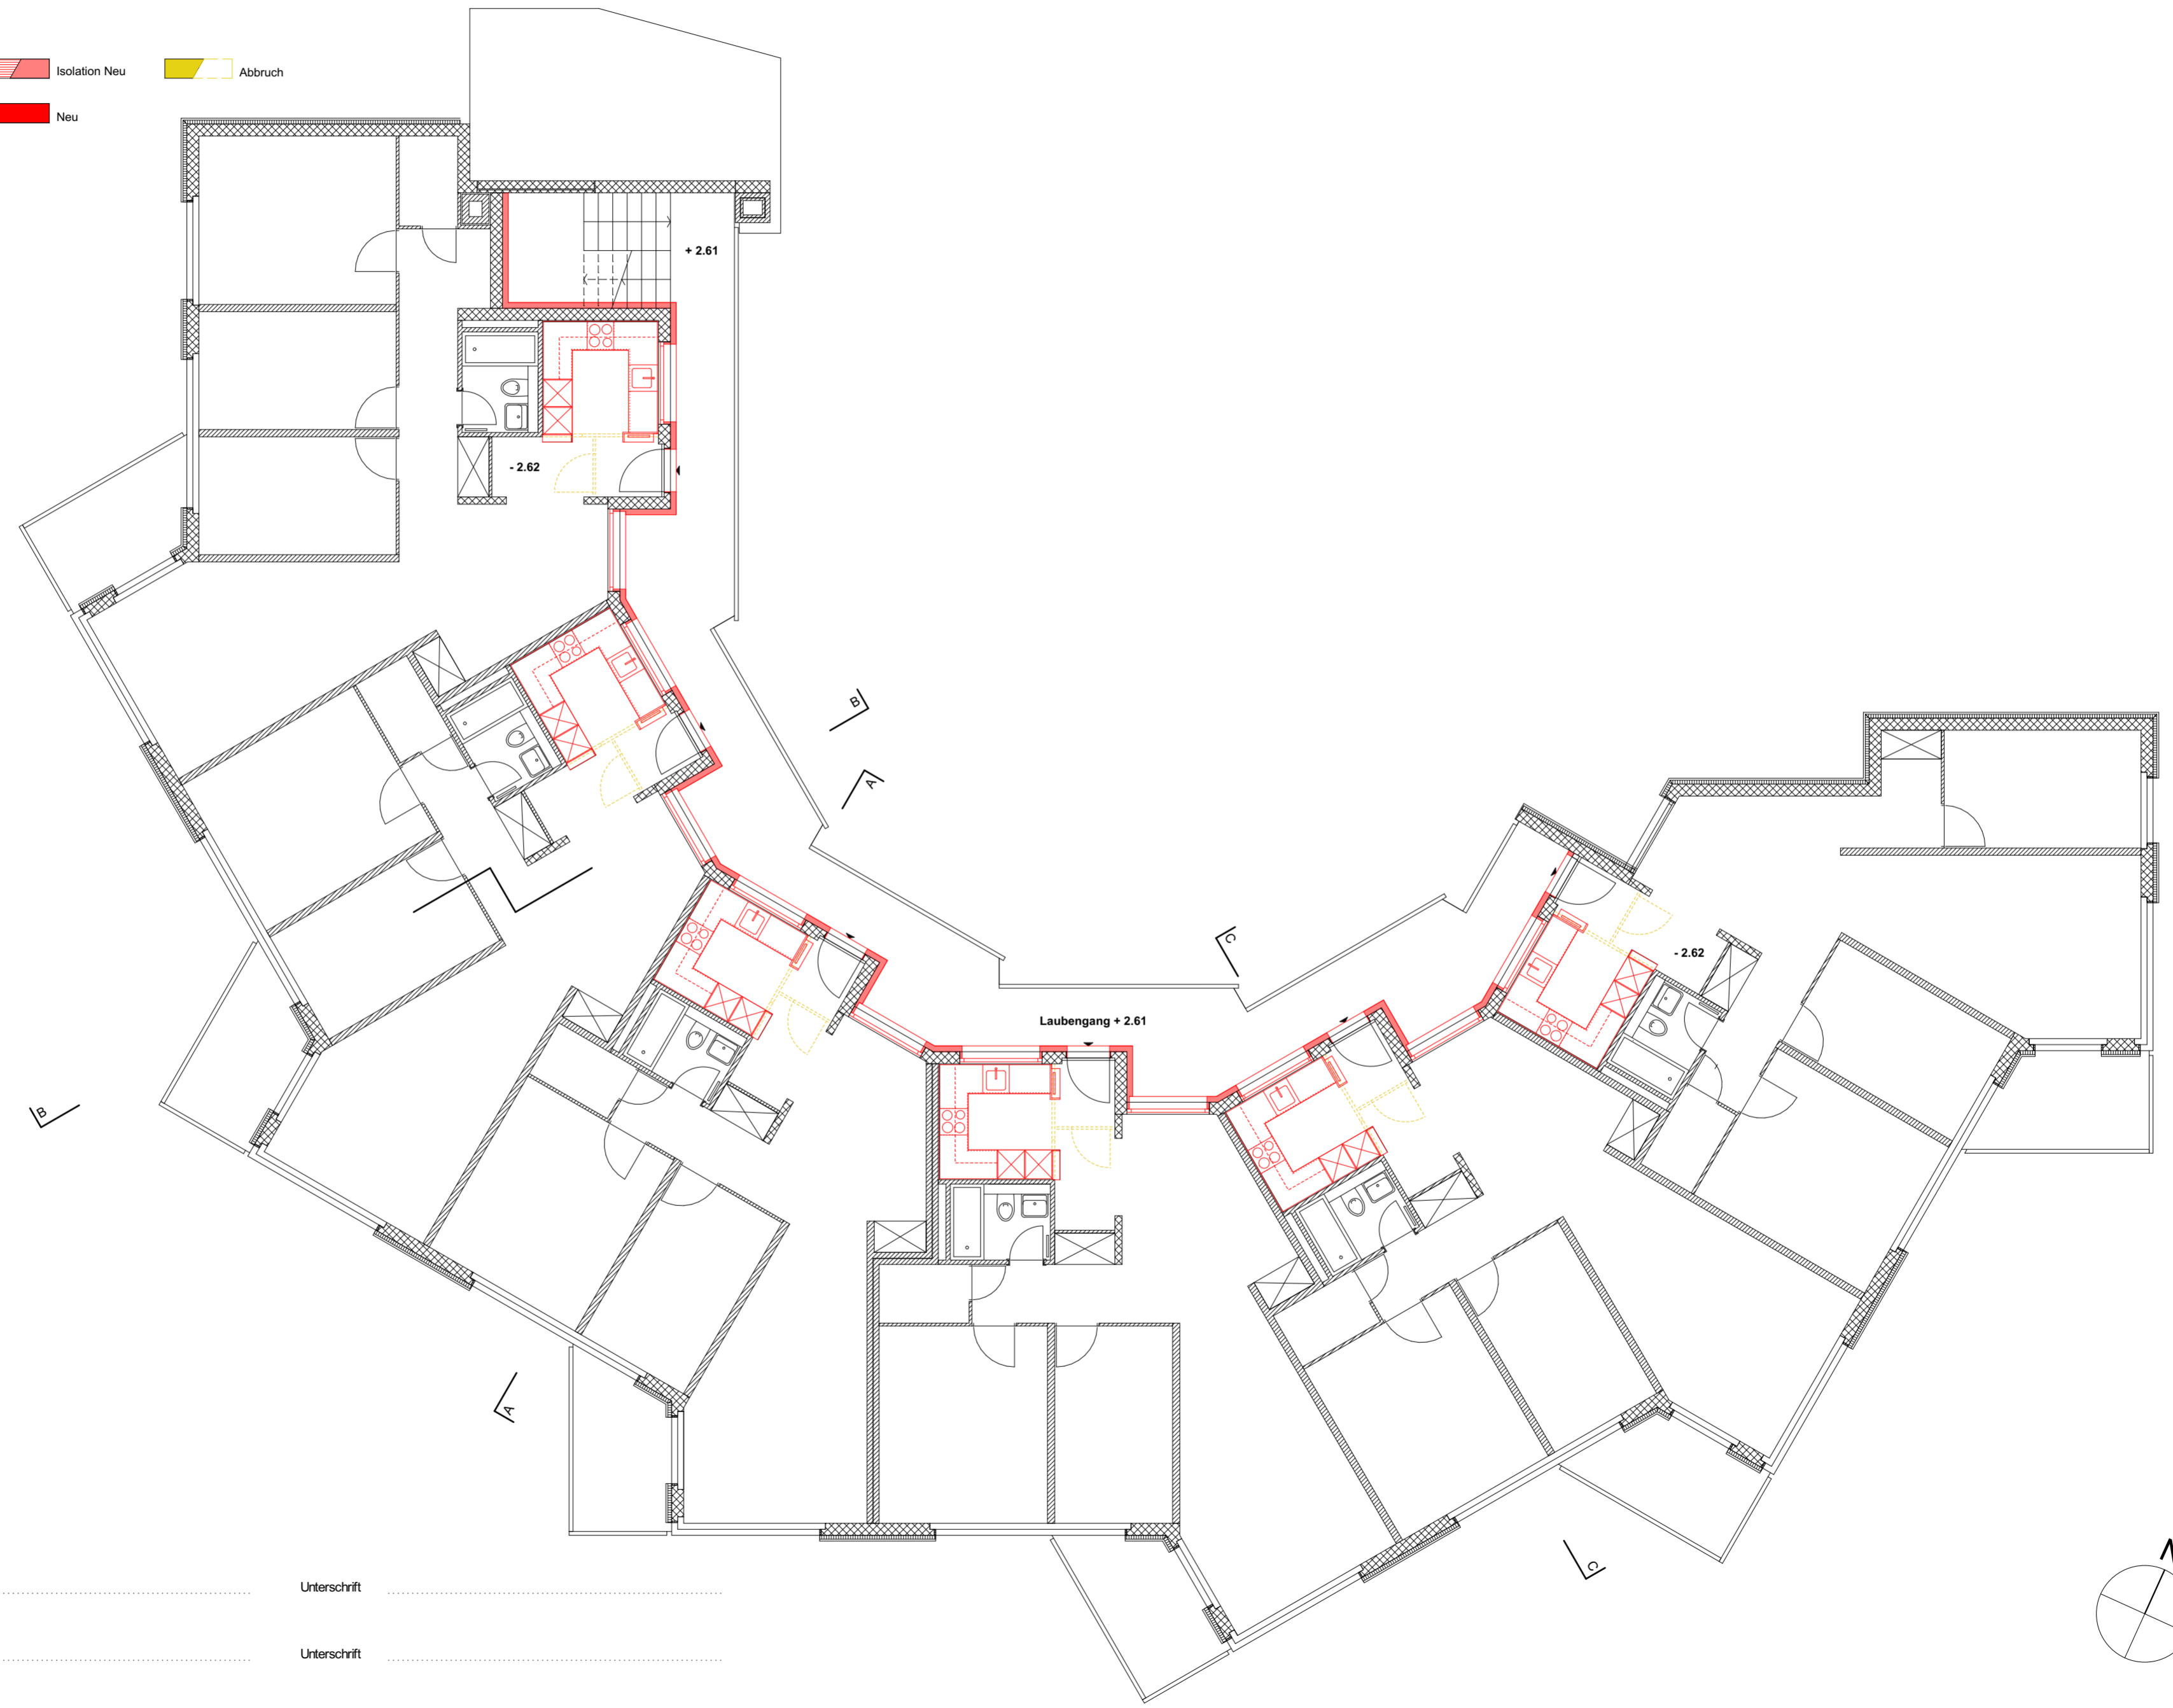 Isolation Neu
Abbruch
Neu
+ 2.61
- 2.62
B
A
C
- 2.62
Laubengang + 2.61
B
A
C
Unterschrift
Unterschrift